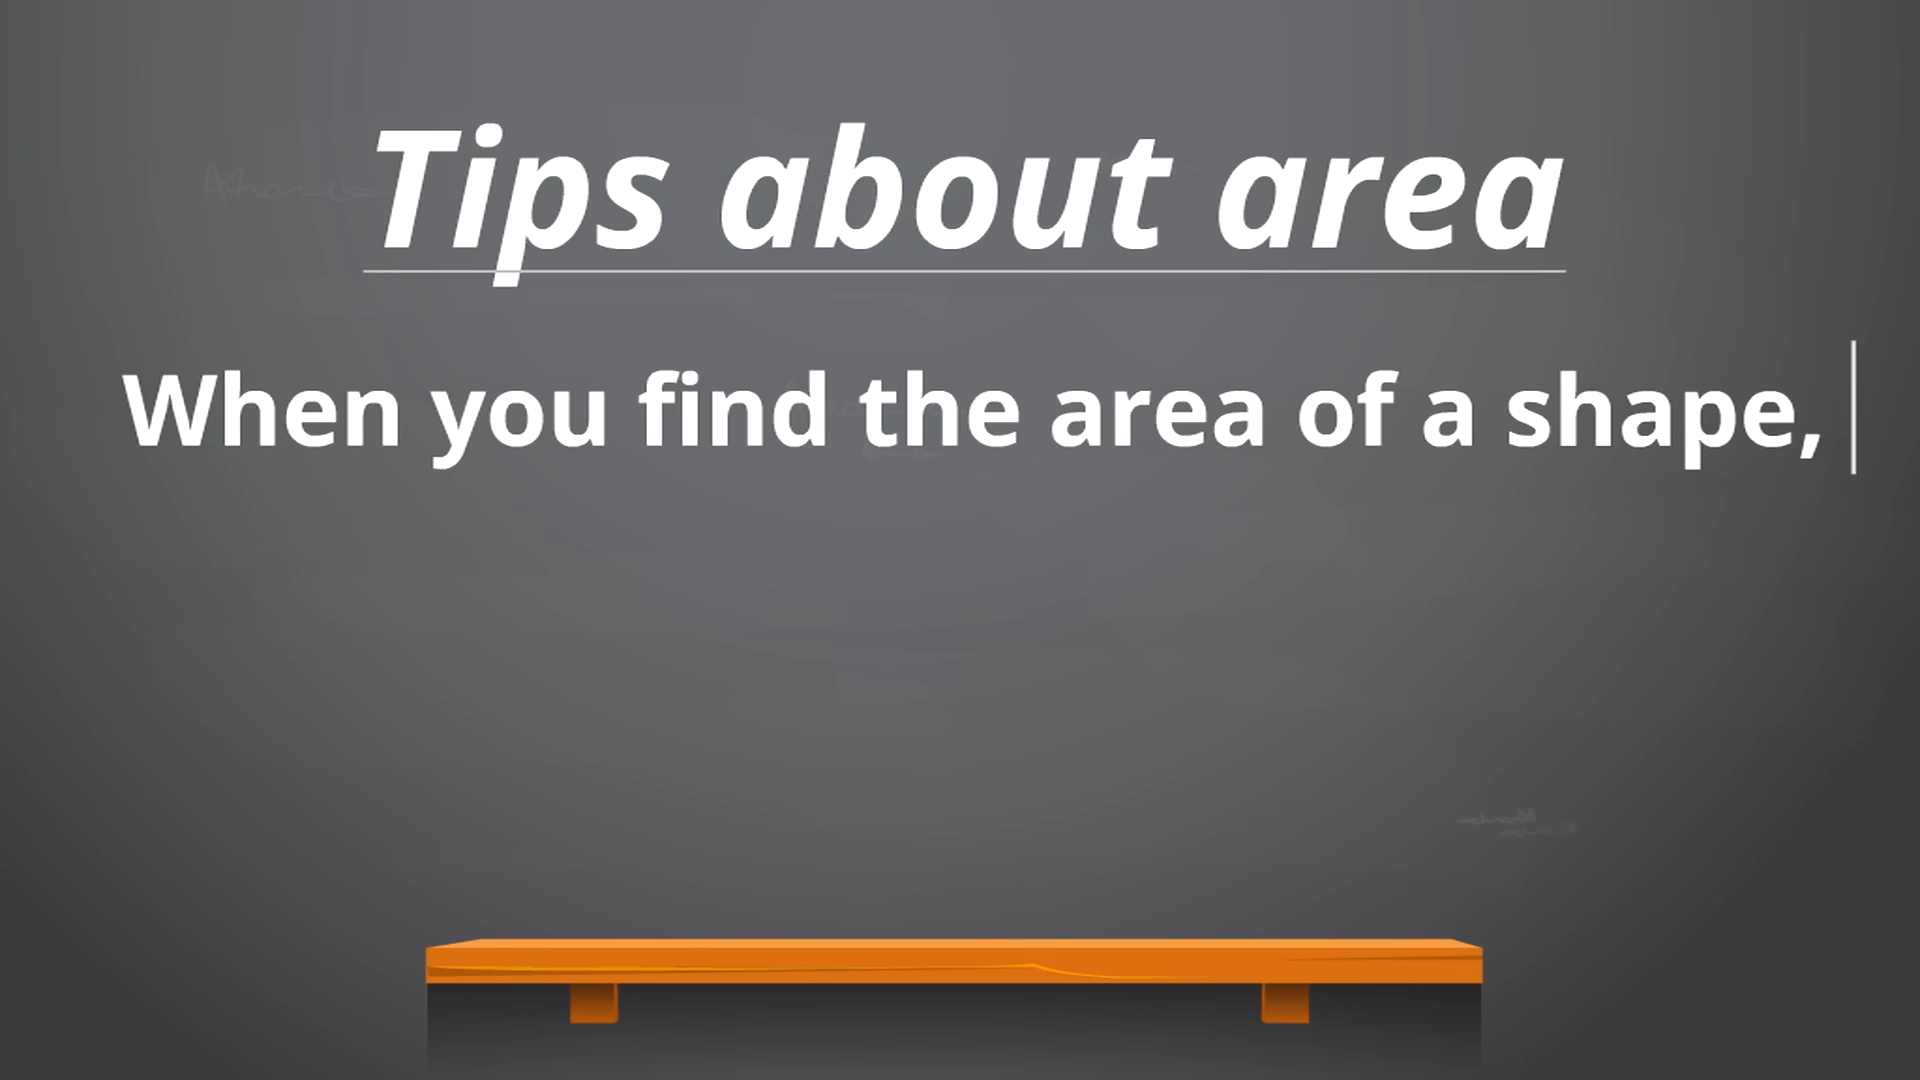 Tips about area
When you find the area of a shape,